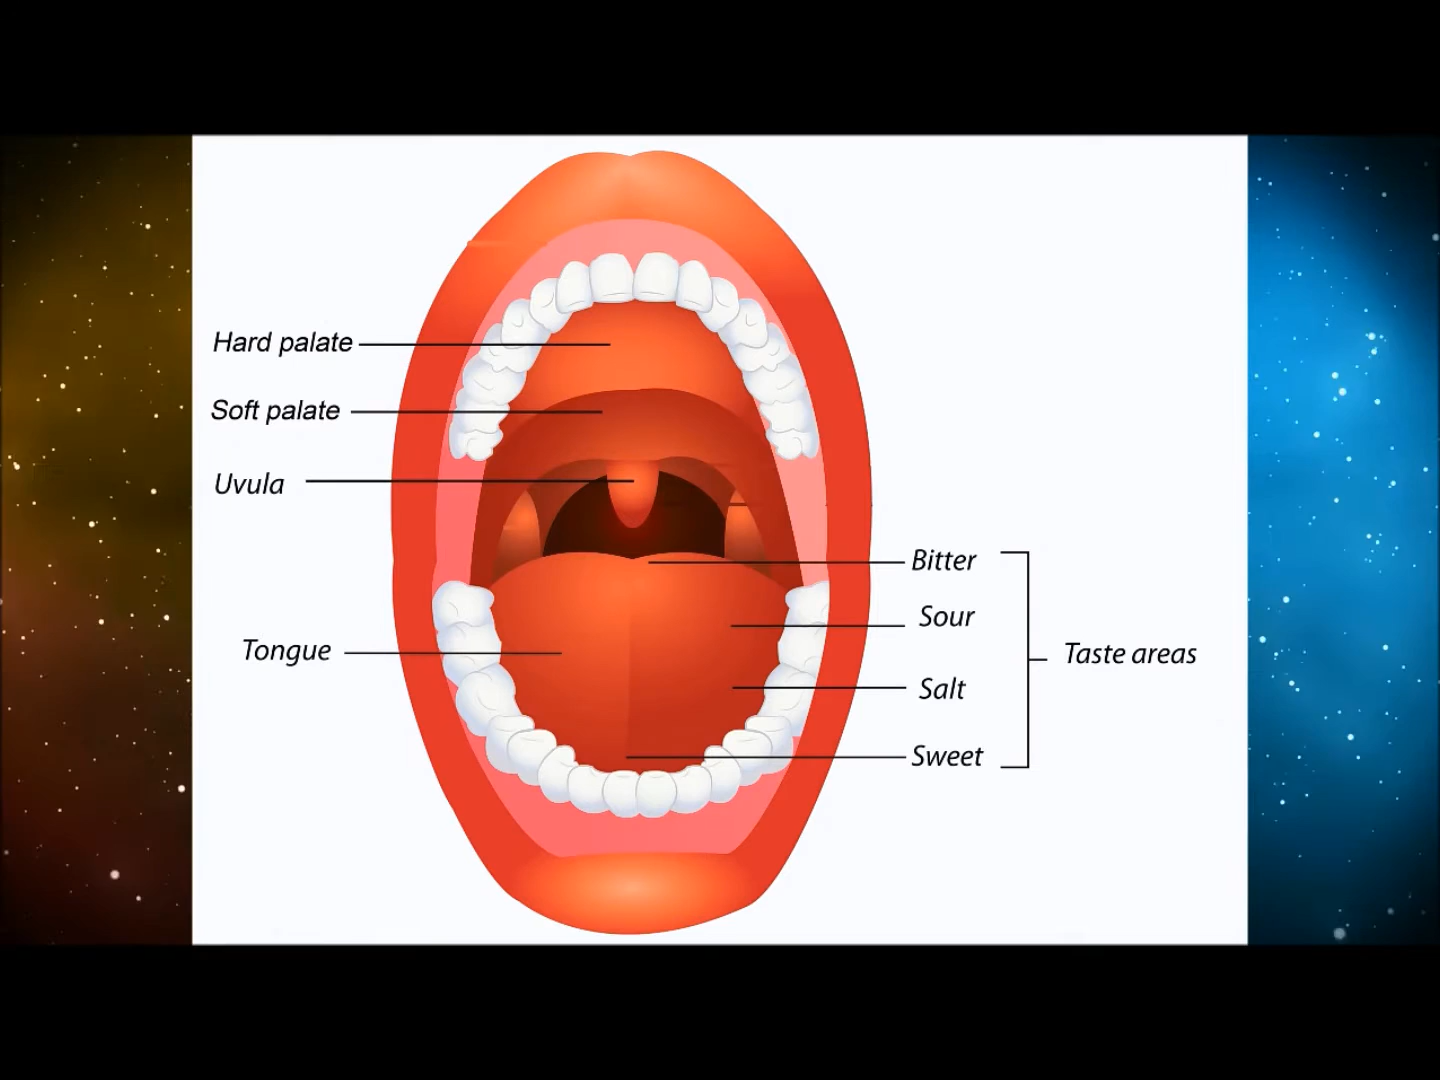 Hard palate
Soft palate
Uvula
Tongue
Bitter
Sour
Salt
Sweet
Taste areas